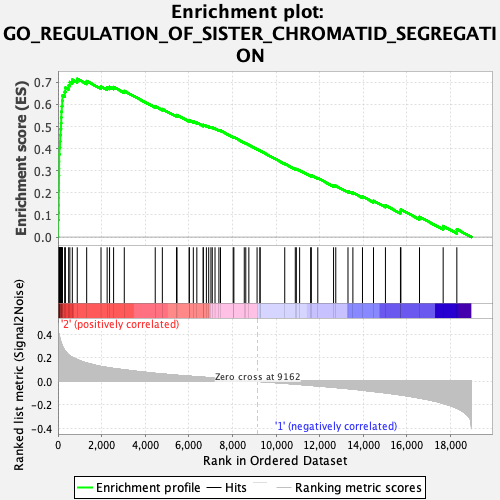 Enrichment plot:
GO_REGULATION_OF_SISTER_CHROMATID_SEGREGATI
ON
Enrichment score (ES)
0.7
0.6
0.5
0.4
0.3
0.2
0.1
0.0
'2' (positively correlated)
Ranked list metric (Signal2Noise)
0.4
0.2
0.0
-0.2
-0.4
Zero cross at 9162
'1' (negatively correlated)
0 2,000 4,000 6,000 8,000 10,000 12,000 14,000 16,000 18,000
Rank in Ordered Dataset
Enrichment profile Hits Ranking metric scores